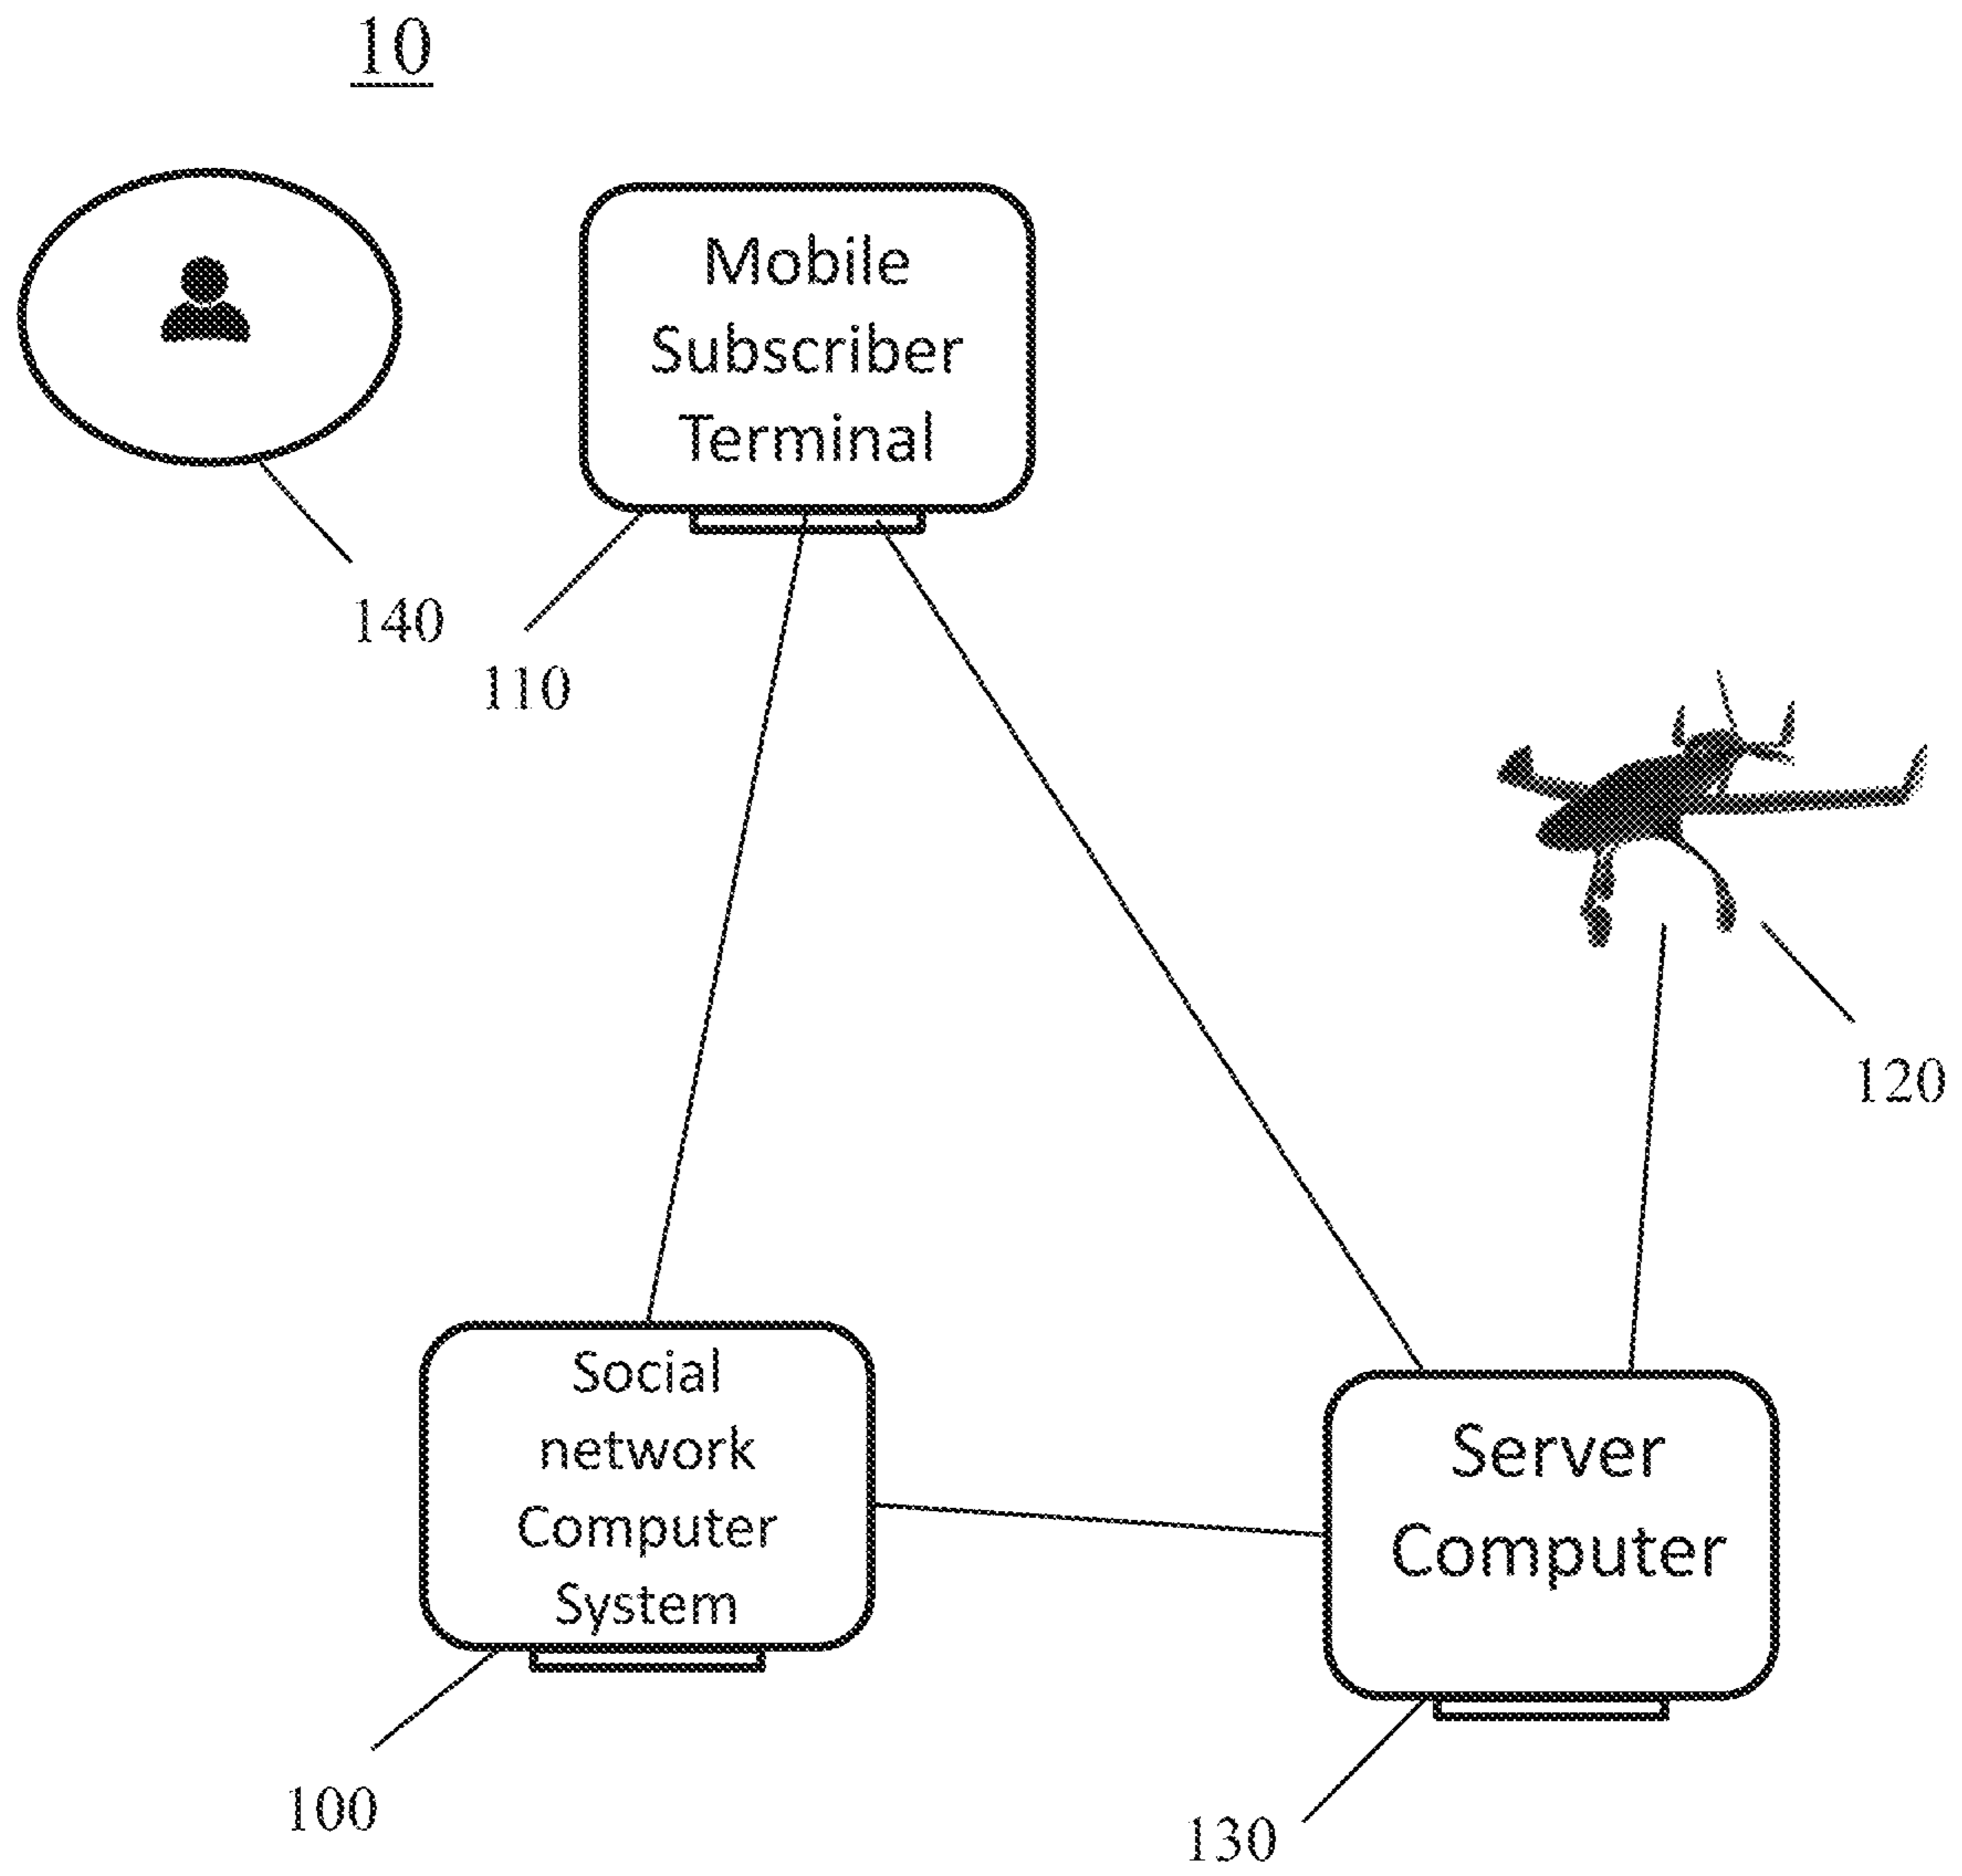 10
Mobile
Subscriber
Terminal
140
110
120
Social
network
Computer
System
Server
Computer
100
130